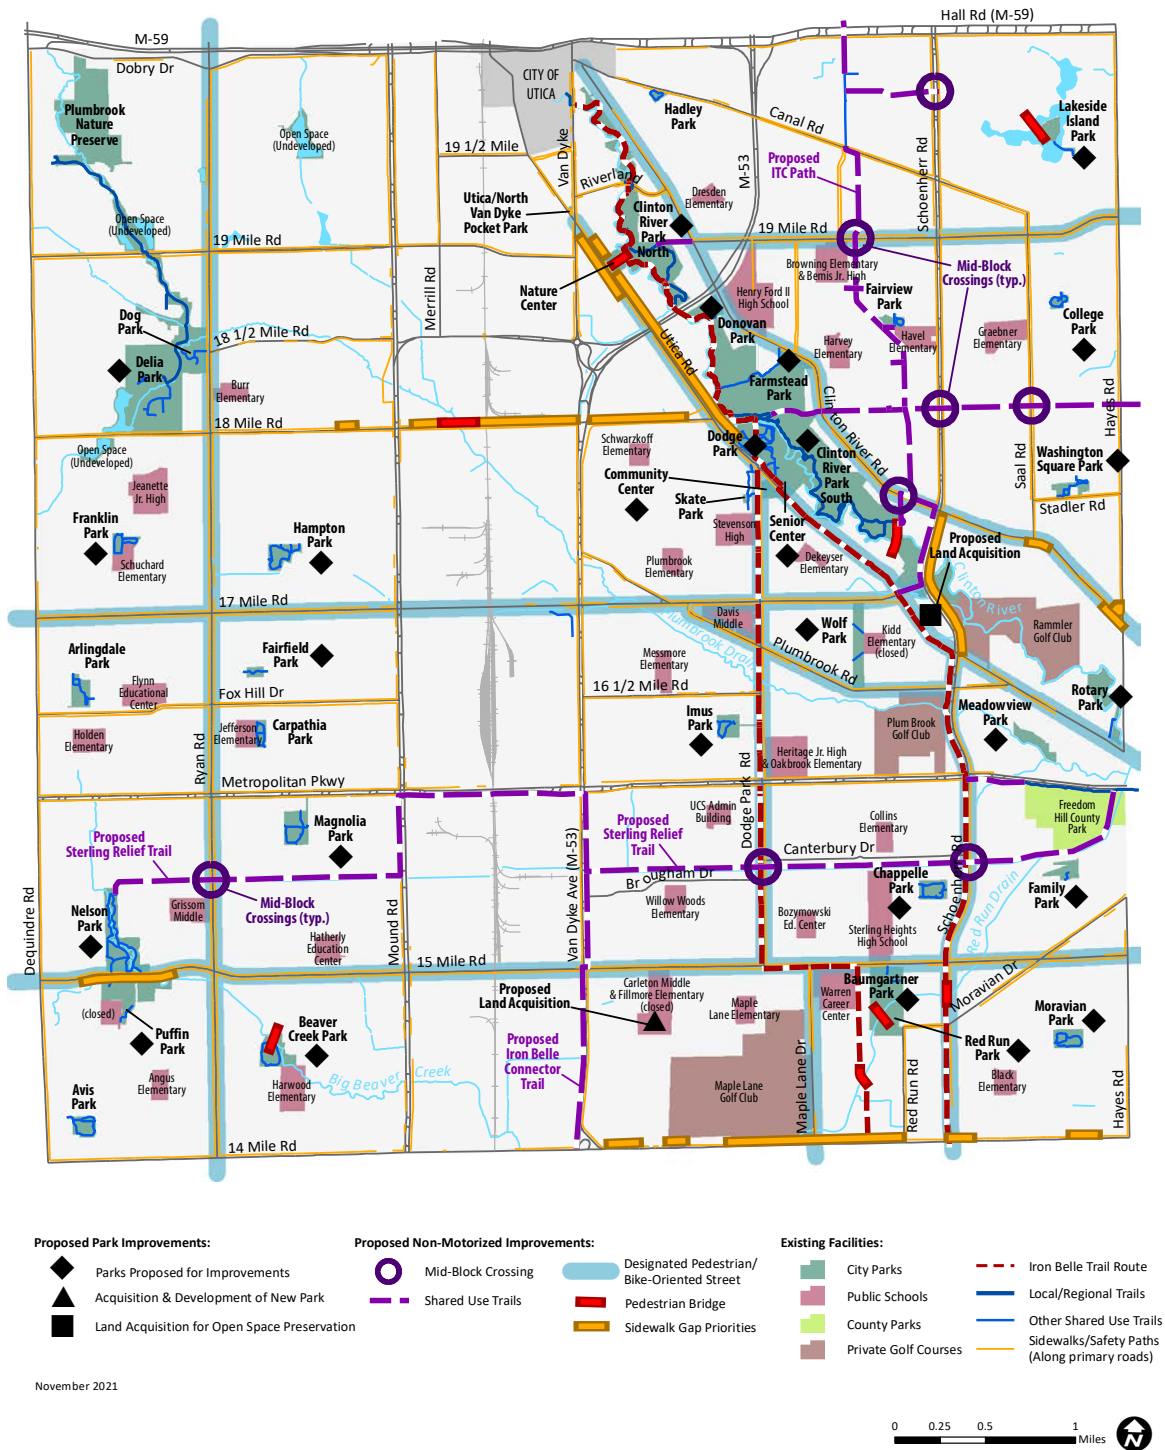 Hall Rd (M-59)
M-59
Dobry Dr
CITY OF
UTICA
Plumbrook
Nature
Preserve
Open Space
(Undeveloped)
Hadley
Park
Canal Rd
Lakeside
Island
Park
19 1/2 Mile
Van Dyke
M-53
Proposed
ITC Path
Schoenherr Rd
Riverland
Dresden
Elementary
Utica/North
Van Dyke
Pocket Park
Clinton
River
Park
North
Open Space
(Undeveloped)
19 Mile Rd
19 Mile Rd
Browning Elementary
& Bemis Jr. High
Mid-Block
Crossings (typ.)
Merrill Rd
Nature
Center
Henry Ford II
High School
Fairview
Park
College
Park
Dog
Park
Donovan
Park
18 1/2 Mile Rd
Utica Rd
Harvey
Elementary
Havel
Elementary
Graebner
Elementary
Delia
Park
Burr
Elementary
Farmstead
Park
Clinton River Rd
Hayes Rd
18 Mile Rd
Open Space
(Undeveloped)
Schwarzkoff
Elementary
Dodge
Park
Clinton
River
Park
South
Saal Rd
Washington
Square Park
Jeanette
Jr. High
Community
Center
Skate
Park
Stadler Rd
Franklin
Park
Hampton
Park
Stevenson
High
Senior
Center
Proposed
Land Acquisition
Schuchard
Elementary
Plumbrook
Elementary
Dekeyser
Elementary
Clinton River
17 Mile Rd
Davis
Middle
Plumbrook Drain
Wolf
Park
Kidd
Elementary
(closed)
Rammler
Golf Club
Arlingdale
Park
Fairfield
Park
Messmore
Elementary
Plumbrook Rd
Flynn
Educational
Center
Fox Hill Dr
16 1/2 Mile Rd
Rotary
Park
Meadowview
Park
Holden
Elementary
Jefferson
Elementary
Carpathia
Park
Imus
Park
Plum Brook
Golf Club
Ryan Rd
Heritage Jr. High
& Oakbrook Elementary
Metropolitan Pkwy
Dodge Park Rd
UCS Admin
Building
Freedom
Hill County
Park
Magnolia
Park
Proposed
Sterling Relief Trail
Proposed
Sterling Relief
Trail
Collins
Elementary
Canterbury Dr
Van Dyke Ave (M-53)
Brougham Dr
Schoenherr Rd
Chappelle
Park
Red Run Drain
Family
Park
Dequindre Rd
Nelson
Park
Grissom
Middle
Mid-Block
Crossings (typ.)
Mound Rd
Willow Woods
Elementary
Bozymowski
Ed. Center
Sterling Heights
High School
Hatherly
Education
Center
15 Mile Rd
Moravian Dr
Proposed
Land Acquisition
Carleton Middle
& Fillmore Elementary
(closed)
Maple
Lane Elementary
Warren
Career
Center
Baumgartner
Park
(closed)
Puffin
Park
Beaver
Creek Park
Proposed
Iron Belle
Connector
Trail
Moravian
Park
Red Run
Park
Avis
Park
Angus
Elementary
Harwood
Elementary
Big Beaver Creek
Maple Lane
Golf Club
Maple Lane Dr
Red Run Rd
Black
Elementary
Hayes Rd
14 Mile Rd
Proposed Park Improvements:
Parks Proposed for Improvements
Acquisition & Development of New Park
Land Acquisition for Open Space Preservation
Proposed Non-Motorized Improvements:
Mid-Block Crossing
Shared Use Trails
Designated Pedestrian/
Bike-Oriented Street
Pedestrian Bridge
Sidewalk Gap Priorities
Existing Facilities:
City Parks
Public Schools
County Parks
Private Golf Courses
Iron Belle Trail Route
Local/Regional Trails
Other Shared Use Trails
Sidewalks/Safety Paths
(Along primary roads)
November 2021
0 0.25 0.5 1
Miles
N